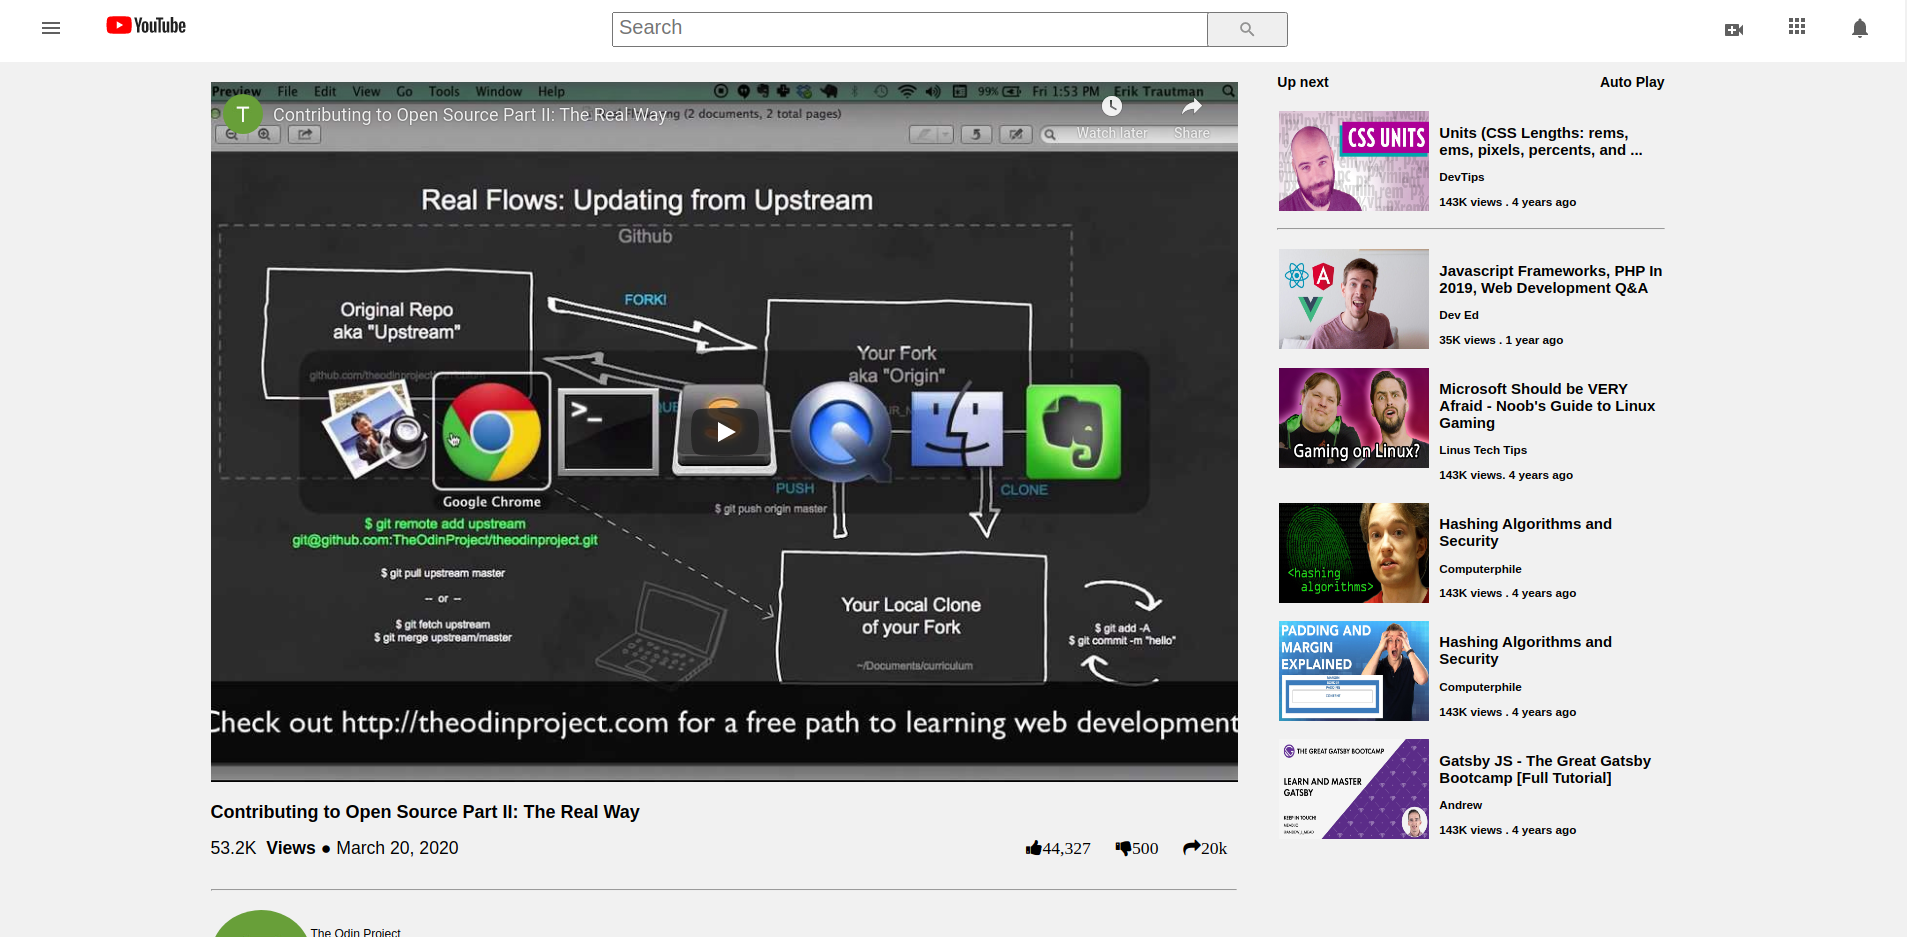 YouTube
Search
Preview File Edit View Go Tools Window Help
99%
Fri 1:53 PM Erik Trautman
T
Contributing to Open Source Part II: The Real Way
(2 documents, 2 total pages)
Watch later
Share
Real Flows: Updating from Upstream
Github
Original Repo
aka "Upstream"
FORK!
Your Fork
aka "Origin"
github.com/theodinproject
>_
Google Chrome
PUSH
$ git push origin master
CLONE
$ git remote add upstream
git@github.com:TheOdinProject/theodinproject.git
$ git pull upstream master
-- or --
$ git fetch upstream
$ git merge upstream/master
Your Local Clone
of your Fork
~/Documents/curriculum
$ git add -A
$ git commit -m "hello"
Check out http://theodinproject.com for a free path to learning web development
Contributing to Open Source Part II: The Real Way
53.2K Views ● March 20, 2020
44,327
500
20k
The Odin Project
Up next
Auto Play
CSS UNITS
Units (CSS Lengths: rems,
ems, pixels, percents, and ...
DevTips
143K views . 4 years ago
Javascript Frameworks, PHP In
2019, Web Development Q&A
Dev Ed
35K views . 1 year ago
Gaming on Linux?
Microsoft Should be VERY
Afraid - Noob's Guide to Linux
Gaming
Linus Tech Tips
143K views. 4 years ago
<hashing
algorithms>
Hashing Algorithms and
Security
Computerphile
143K views . 4 years ago
PADDING AND
MARGIN
EXPLAINED
Hashing Algorithms and
Security
Computerphile
143K views . 4 years ago
THE GREAT GATSBY BOOTCAMP
LEARN AND MASTER
GATSBY
KEEP IN TOUCH!
Gatsby JS - The Great Gatsby
Bootcamp [Full Tutorial]
Andrew
143K views . 4 years ago